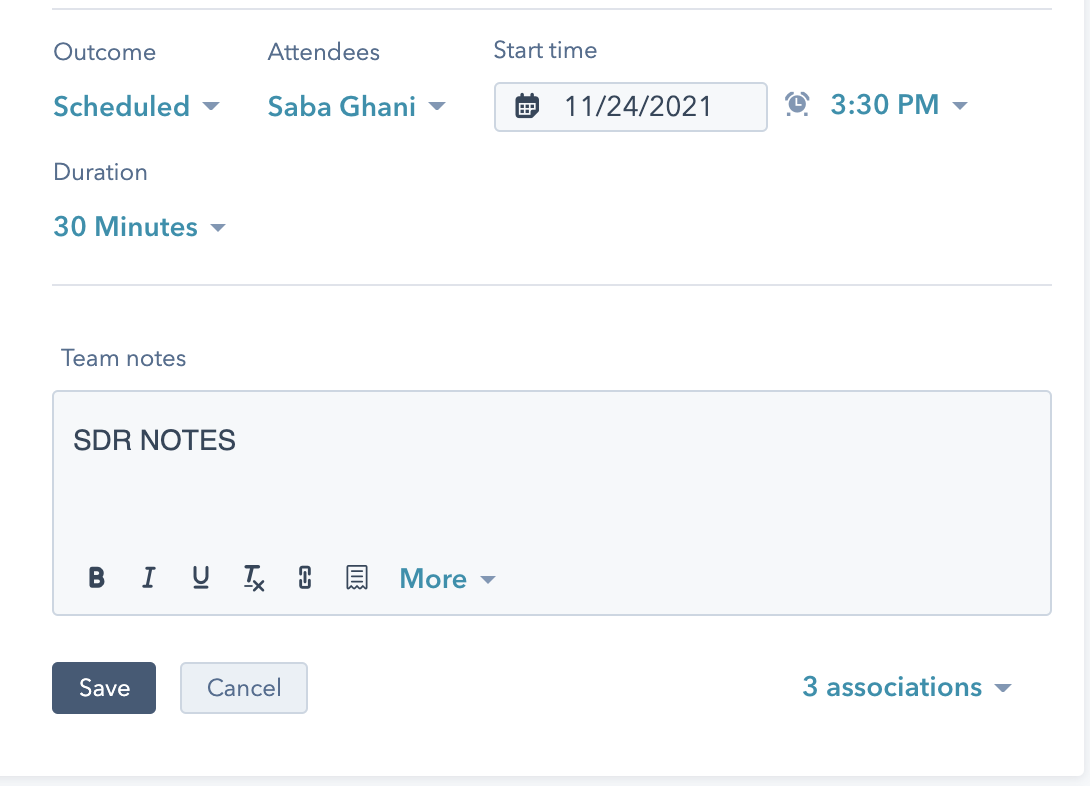 Outcome Attendees Start time
Scheduled Saba Ghani 11/24/2021 3:30 PM
Duration
30 Minutes
Team notes
SDR NOTES
B I U Tx More
Save Cancel 3 associations